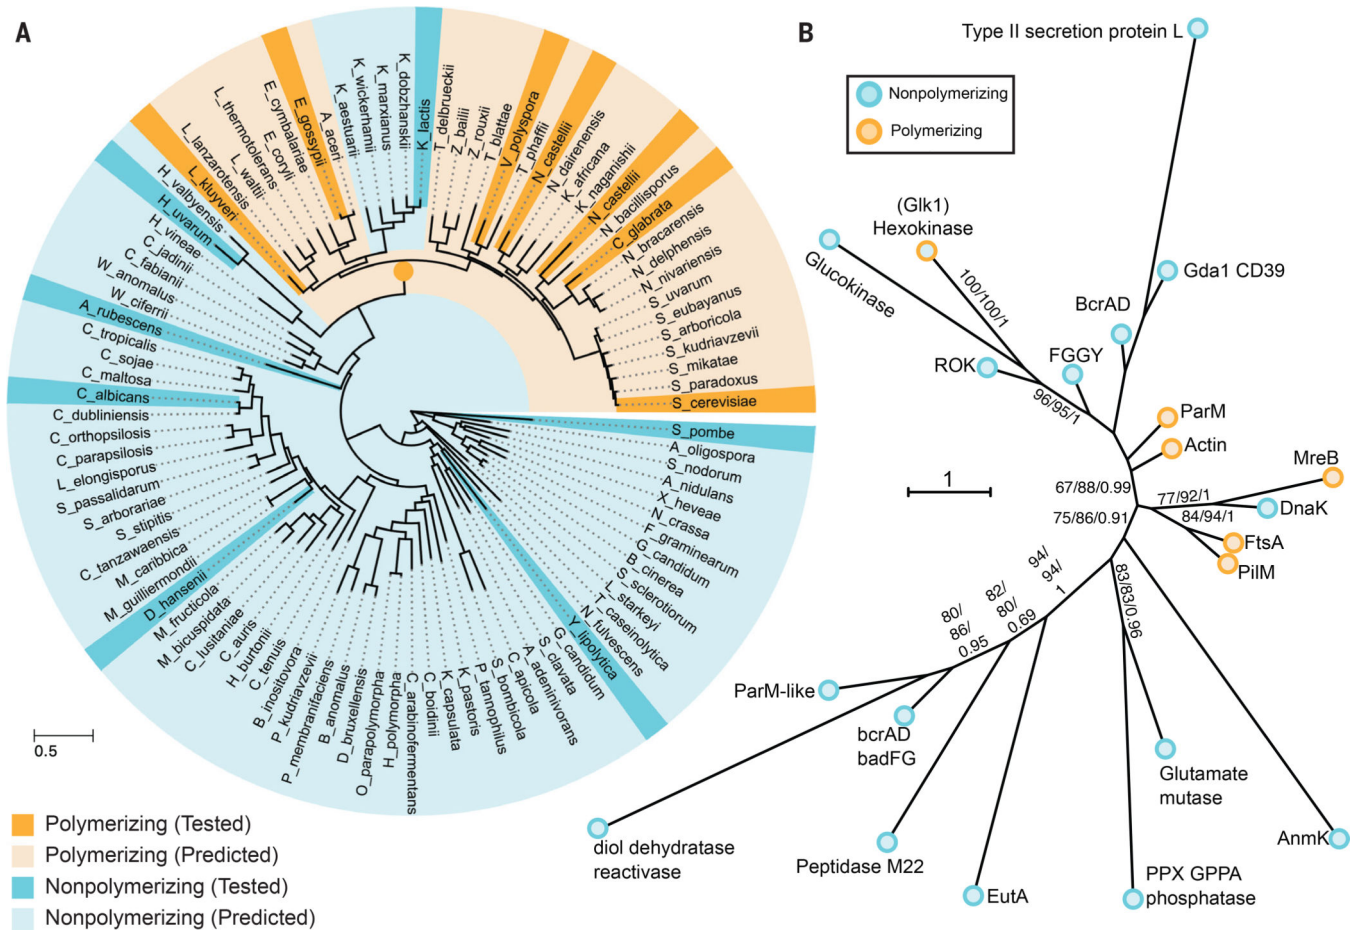 A
L_kluyveri
L_lanzarotensis
L_thermotolerans
L_waltii
E_coryli
E_cymbalariae
E_gossypii
A_aceri
K_aestuarii
K_wickerhamii
K_marxianus
K_dobzhanskii
K_lactis
T_delbrueckii
Z_bailii
Z_rouxii
T_blattae
V_polyspora
T_phaffii
N_castellii
N_dairenensis
K_africana
K_naganishii
N_castellii
N_bacillisporus
C_glabrata
N_bracarensis
N_delphensis
N_nivariensis
S_uvarum
S_eubayanus
S_arboricola
S_kudriavzevii
S_mikatae
S_paradoxus
S_cerevisiae
S_pombe
A_oligospora
S_nodorum
A_nidulans
X_heveae
N_crassa
F_graminearum
G_candidum
B_cinerea
S_sclerotiorum
L_starkeyi
T_caseinolytica
N_fulvescens
Y_lipolytica
G_candidum
S_clavata
A_adeninivorans
C_apicola
S_bombicola
P_tannophilus
K_pastoris
K_capsulata
C_boidinii
C_arabinofermentans
H_polymorpha
O_parapolymorpha
D_bruxellensis
B_anomalus
P_membranifaciens
P_kudriavzevii
B_inositovora
C_tenuis
H_burtonii
C_auris
C_lusitaniae
M_bicuspidata
M_fructicola
D_hansenii
M_guilliermondii
M_caribbica
C_tanzawaensis
S_stipitis
S_arborariae
S_passalidarum
L_elongisporus
C_parapsilosis
C_orthopsilosis
C_dubliniensis
C_albicans
C_maltosa
C_sojae
C_tropicalis
A_rubescens
W_ciferrii
W_anomalus
C_fabianii
C_jadinii
H_vineae
H_uvarum
H_valbyensis
0.5
Polymerizing (Tested)
Polymerizing (Predicted)
Nonpolymerizing (Tested)
Nonpolymerizing (Predicted)
B
Type II secretion protein L
Nonpolymerizing
Polymerizing
(Glk1)
Hexokinase
Glucokinase
100/100/1
Gda1 CD39
BcrAD
ROK
FGGY
96/95/1
ParM
Actin
MreB
1
67/88/0.99
77/92/1
DnaK
75/86/0.91
84/94/1
FtsA
PilM
94/
94/
1
82/
80/
0.69
80/
86/
0.95
83/83/0.96
ParM-like
bcrAD
badFG
Glutamate
mutase
AnmK
diol dehydratase
reactivase
Peptidase M22
EutA
PPX GPPA
phosphatase